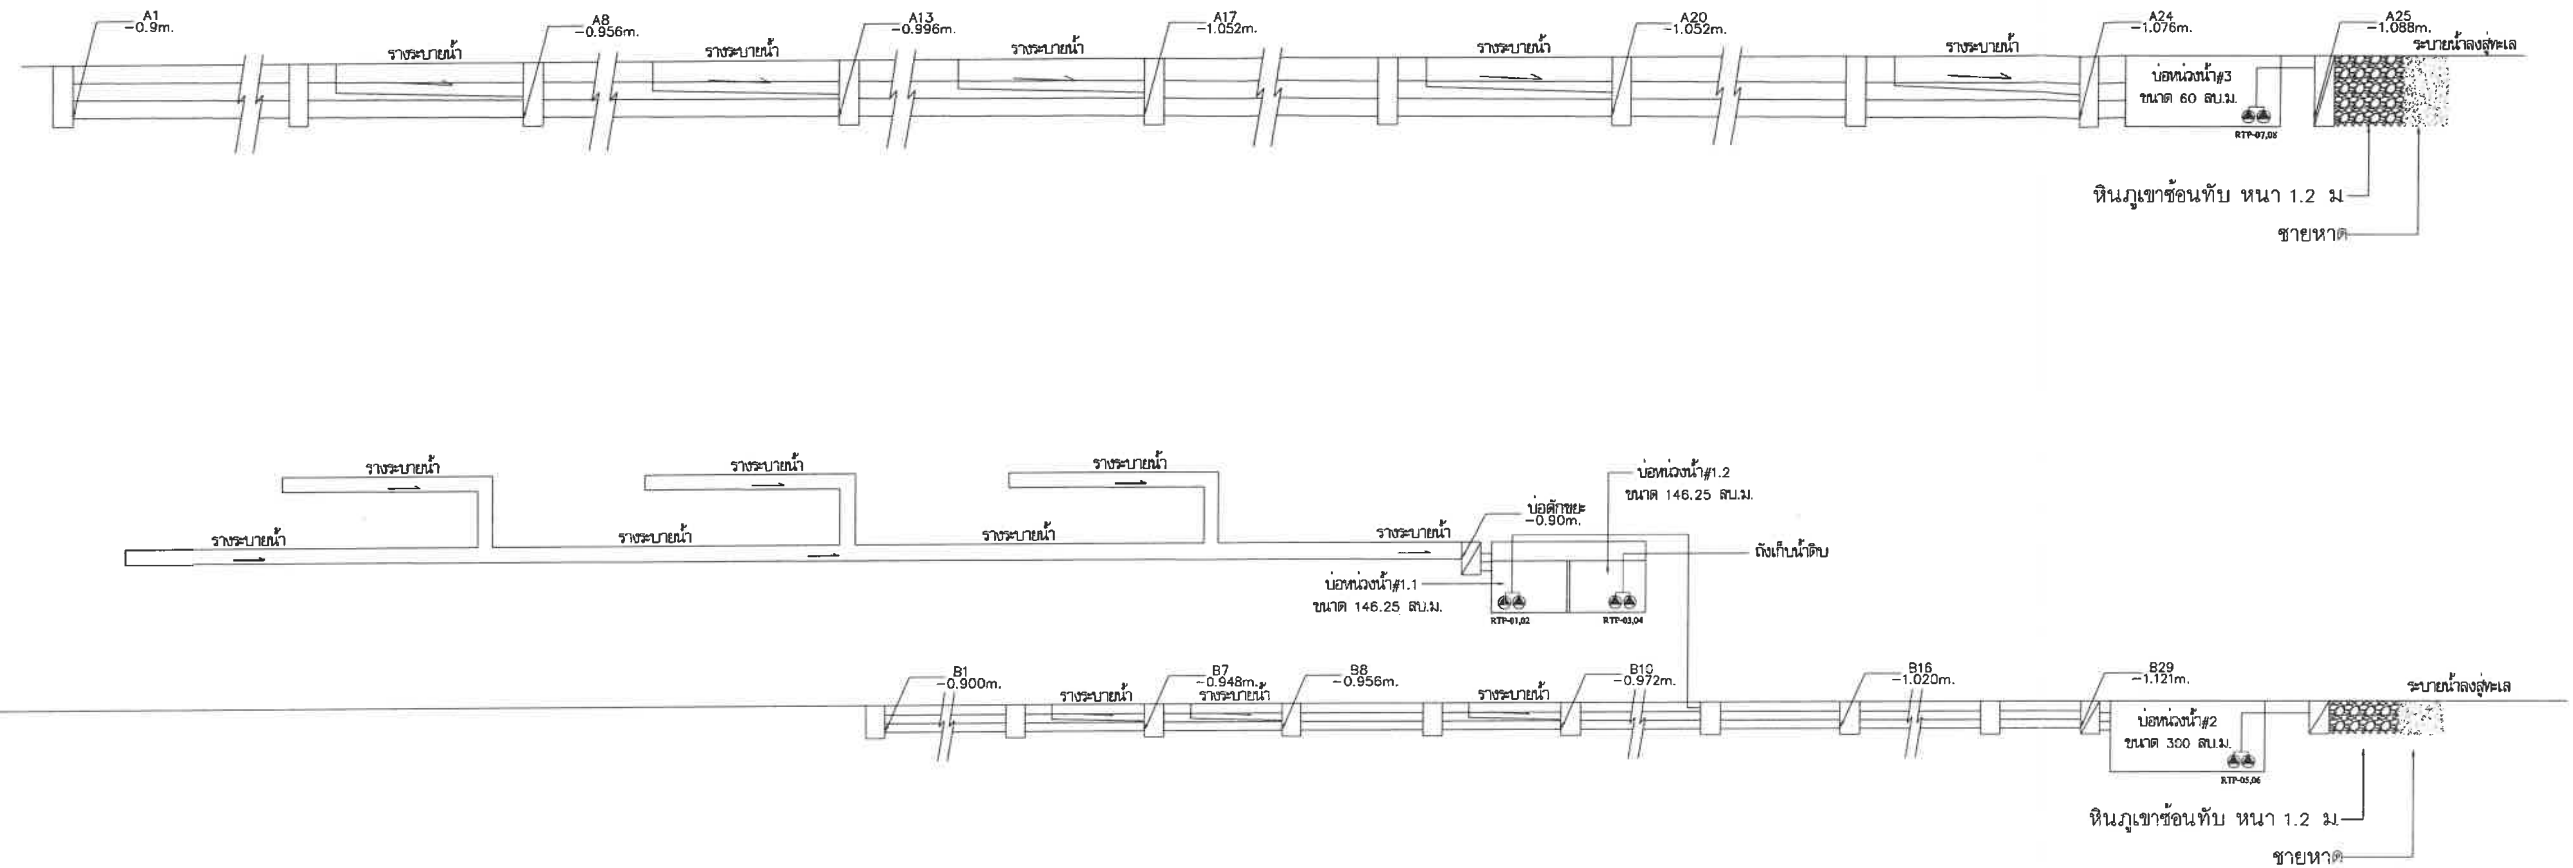 A1
-0.9m.
รางระบายน้ำ
A8
-0.956m.
รางระบายน้ำ
A13
-0.996m.
รางระบายน้ำ
A17
-1.052m.
รางระบายน้ำ
A20
-1.052m.
รางระบายน้ำ
A24
-1.076m.
A25
-1.088m.
ระบายน้ำลงสู่ทะเล
บ่อหน่วงน้ำ#3
ขนาด 60 ลบ.ม.
RTP-07,08
หินภูเขาซ้อนทับ หนา 1.2 ม
ชายหาด
รางระบายน้ำ
รางระบายน้ำ
รางระบายน้ำ
รางระบายน้ำ
รางระบายน้ำ
รางระบายน้ำ
รางระบายน้ำ
บ่อดักขยะ
-0.90m.
บ่อหน่วงน้ำ#1.2
ขนาด 146.25 ลบ.ม.
ถังเก็บน้ำดิบ
บ่อหน่วงน้ำ#1.1
ขนาด 146.25 ลบ.ม.
RTP-01,02
RTP-03,04
B1
-0.900m.
รางระบายน้ำ
B7
-0.948m.
รางระบายน้ำ
B8
-0.956m.
รางระบายน้ำ
B10
-0.972m.
B16
-1.020m.
B29
-1.121m.
ระบายน้ำลงสู่ทะเล
บ่อหน่วงน้ำ#2
ขนาด 300 ลบ.ม.
RTP-05,06
หินภูเขาซ้อนทับ หนา 1.2 ม.
ชายหาด